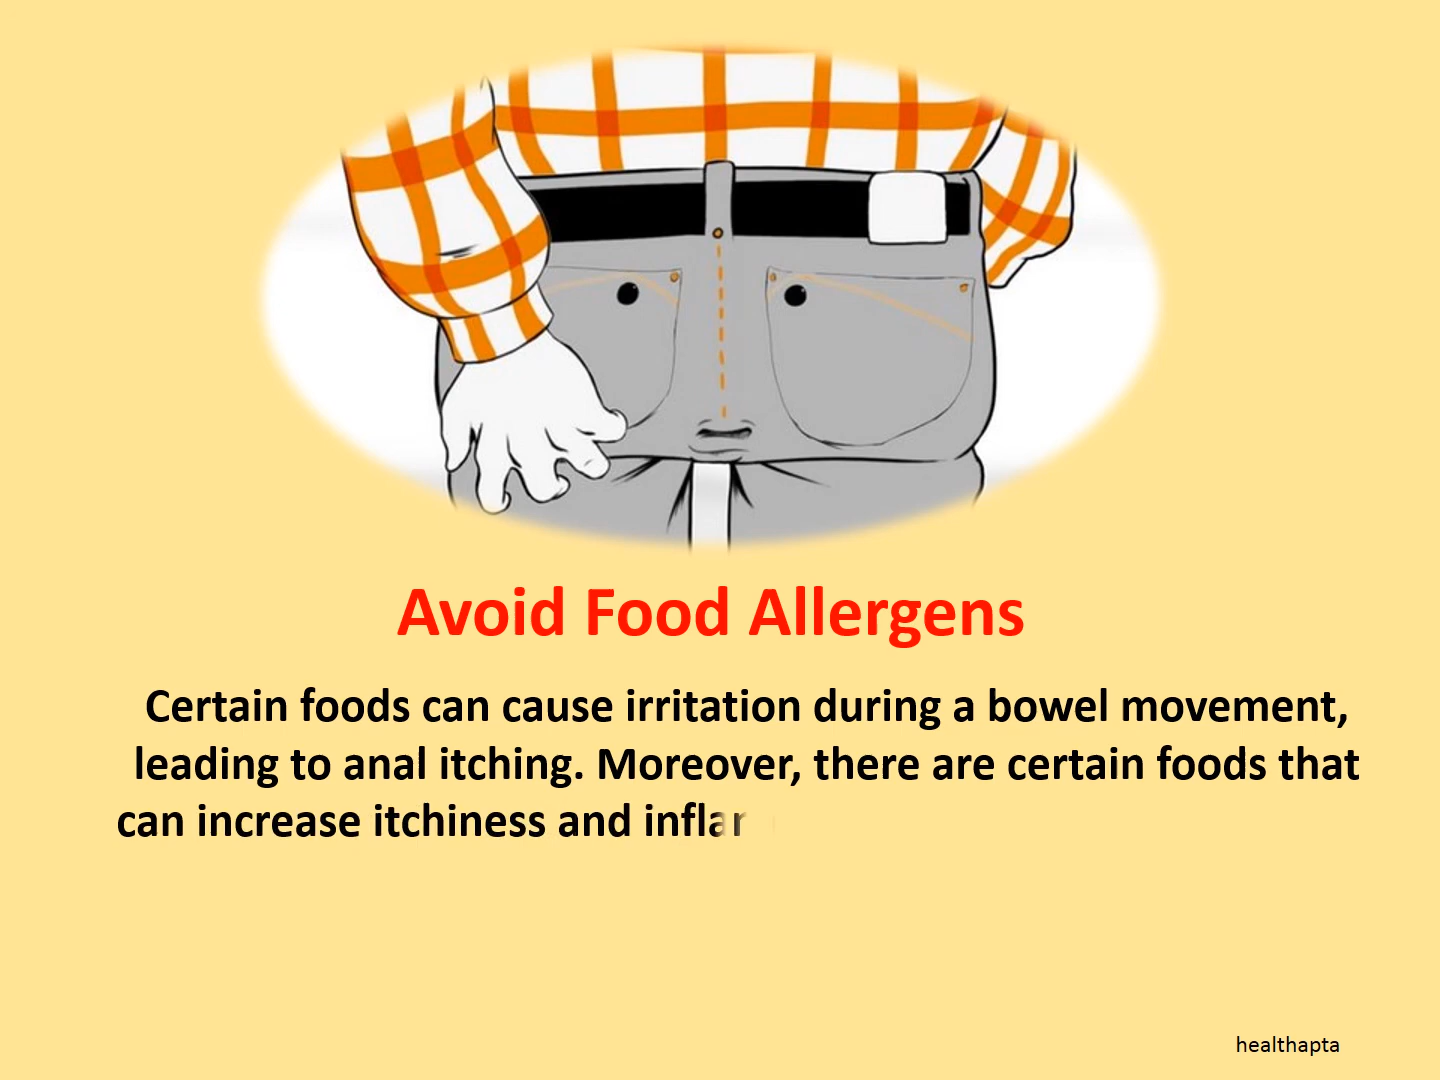 Avoid Food Allergens
Certain foods can cause irritation during a bowel movement,
leading to anal itching. Moreover, there are certain foods that
can increase itchiness and
healthapta